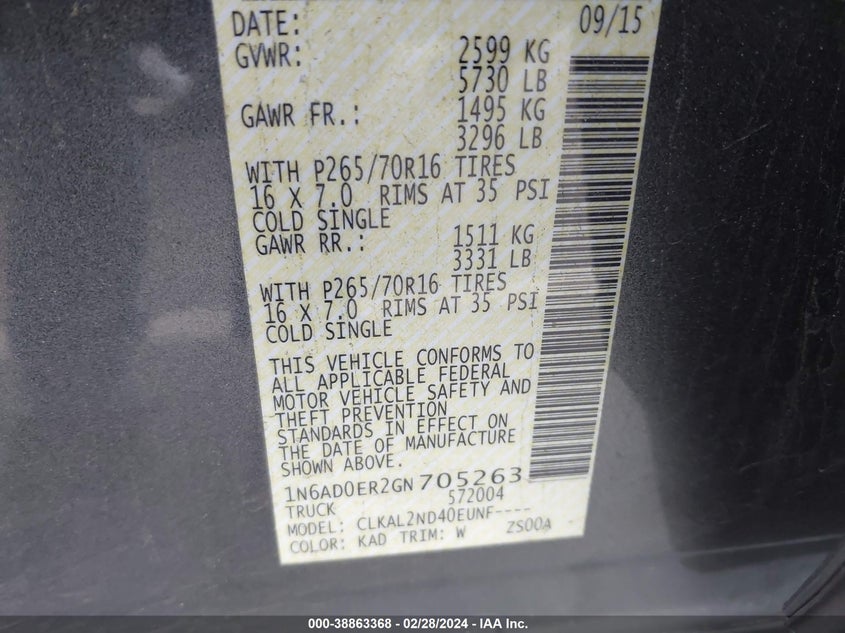 DATE: 09/15
GVWR: 2599 KG
5730 LB
GAWR FR.: 1495 KG
3296 LB
WITH P265/70R16 TIRES
16 X 7.0 RIMS AT 35 PSI
COLD SINGLE
GAWR RR.: 1511 KG
3331 LB
WITH P265/70R16 TIRES
16 X 7.0 RIMS AT 35 PSI
COLD SINGLE
THIS VEHICLE CONFORMS TO
ALL APPLICABLE FEDERAL
MOTOR VEHICLE SAFETY AND
THEFT PREVENTION
STANDARDS IN EFFECT ON
THE DATE OF MANUFACTURE
SHOWN ABOVE.
1N6AD0ER2GN 705263
TRUCK 572004
MODEL: CLKAL2ND40EUNF----
COLOR: KAD TRIM: W ZS00A
000-38863368 - 02/28/2024 - IAA Inc.